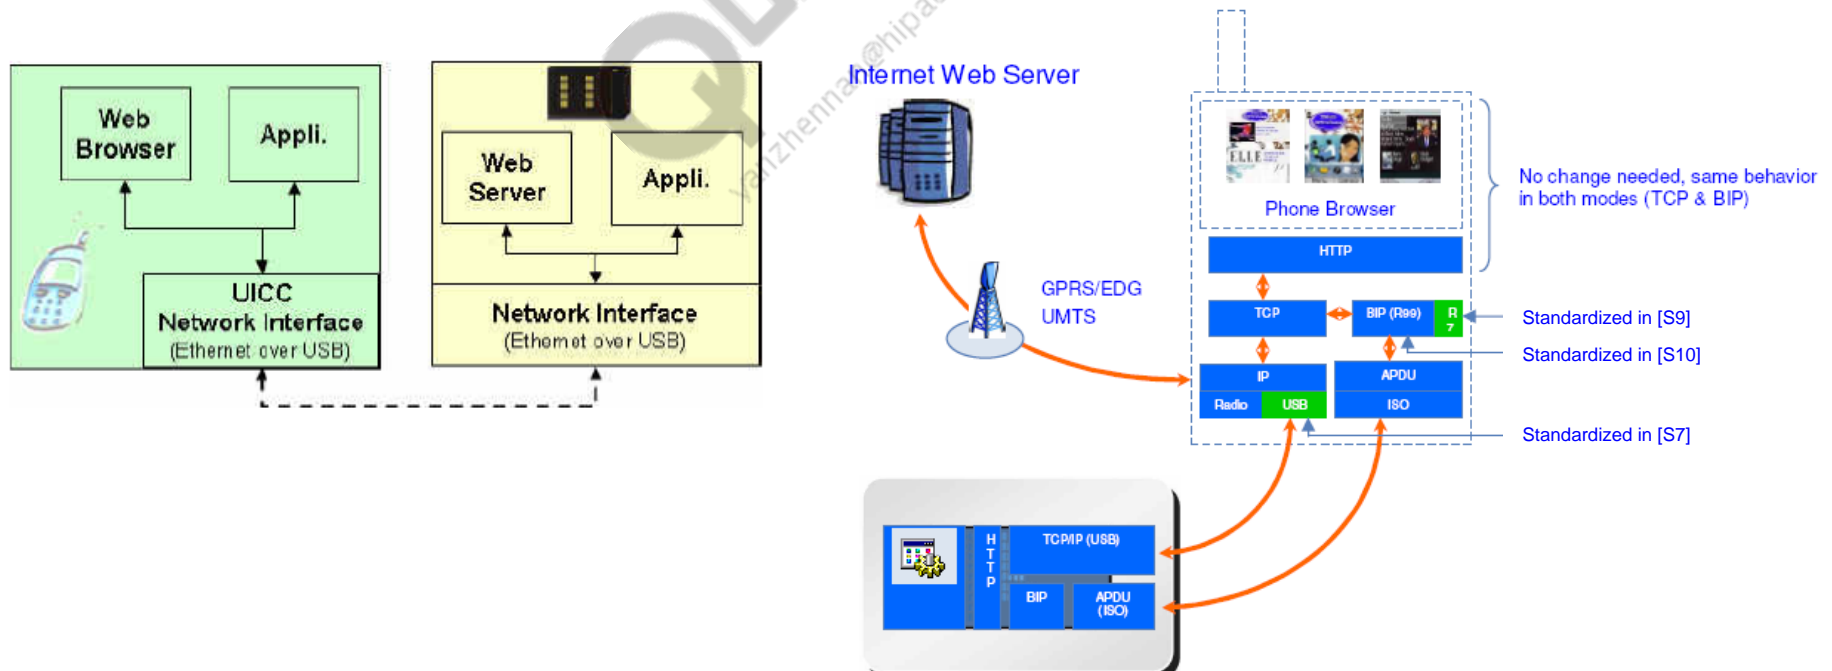 Web
Browser
Appli.
UICC
Network Interface
(Ethernet over USB)
Web
Server
Appli.
Network Interface
(Ethernet over USB)
Internet Web Server
GPRS/EDG
UMTS
ELLE
Phone Browser
HTTP
TCP
BIP (R99)
R
7
IP
APDU
Radio
USB
ISO
No change needed, same behavior
in both modes (TCP & BIP)
Standardized in [S9]
Standardized in [S10]
Standardized in [S7]
H
T
T
P
TCP/IP (USB)
BIP
APDU
(ISO)